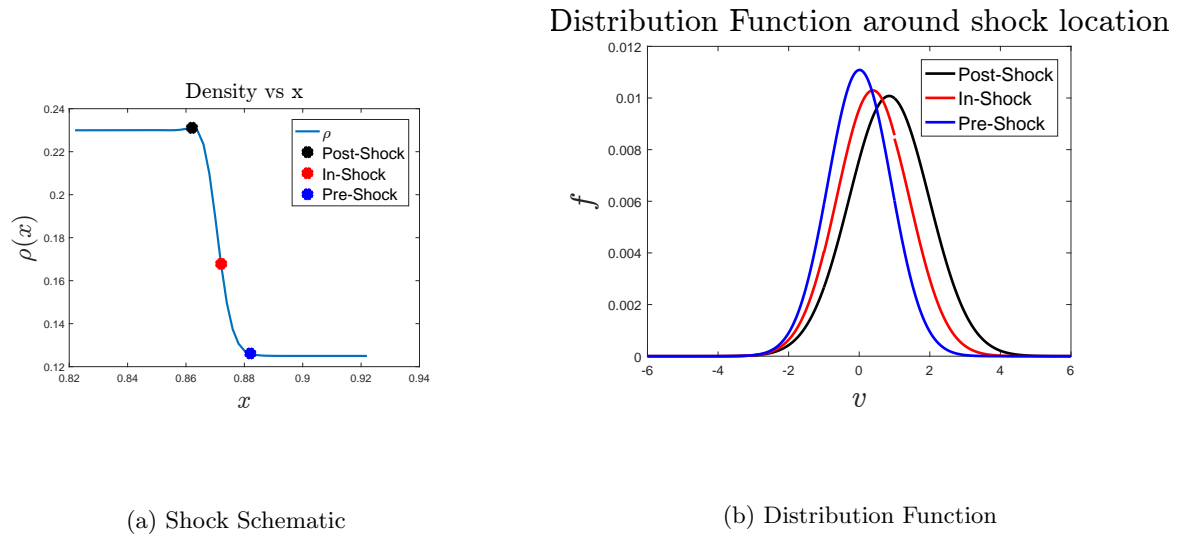 Density vs x
0.24
0.22
0.2
0.18
0.16
0.14
0.12
0.82
0.84
0.86
0.88
0.9
0.92
0.94
ρ(x)
x
ρ
Post-Shock
In-Shock
Pre-Shock
(a) Shock Schematic
Distribution Function around shock location
0.012
0.01
0.008
0.006
0.004
0.002
0
-6
-4
-2
0
2
4
6
f
v
Post-Shock
In-Shock
Pre-Shock
(b) Distribution Function